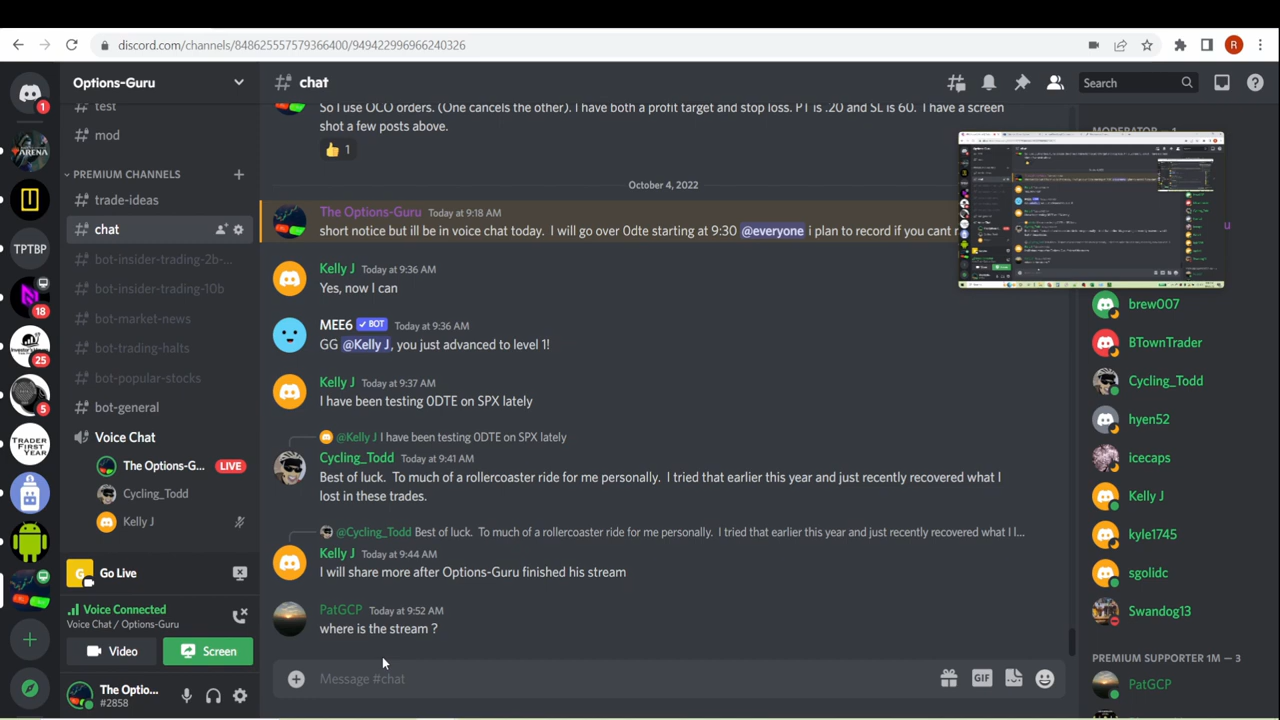 discord.com/channels/848625557579366400/949422996966240326
R
Options-Guru
chat
Search
1
test
mod
PREMIUM CHANNELS
trade-ideas
chat
bot-insider-trading-2b-...
bot-insider-trading-10b
bot-market-news
bot-trading-halts
bot-popular-stocks
bot-general
Voice Chat
The Options-G... LIVE
Cycling_Todd
Kelly J
Go Live
Voice Connected
Voice Chat / Options-Guru
Video
Screen
The Optio...
#2858
ARENA
TPTBP
18
25
5
TRADER
FIRST
YEAR
So I use OCO orders. (One cancels the other). I have both a profit target and stop loss. PT is .20 and SL is 60. I have a screen
shot a few posts above.
1
October 4, 2022
The Options-Guru Today at 9:18 AM
but ill be in voice chat today. I will go over 0dte starting at 9:30 @everyone i plan to record if you cant
Kelly J Today at 9:36 AM
Yes, now I can
MEE6 BOT Today at 9:36 AM
GG @Kelly J, you just advanced to level 1!
Kelly J Today at 9:37 AM
I have been testing 0DTE on SPX lately
@Kelly J I have been testing 0DTE on SPX lately
Cycling_Todd Today at 9:41 AM
Best of luck. To much of a rollercoaster ride for me personally. I tried that earlier this year and just recently recovered what I
lost in these trades.
@Cycling_Todd Best of luck. To much of a rollercoaster ride for me personally. I tried that earlier this year and just recently recovered what I l...
Kelly J Today at 9:44 AM
I will share more after Options-Guru finished his stream
PatGCP Today at 9:52 AM
where is the stream ?
Message #chat
GIF
u
brew007
BTownTrader
Cycling_Todd
hyen52
icecaps
Kelly J
kyle1745
sgolidc
Swandog13
PREMIUM SUPPORTER 1M — 3
PatGCP